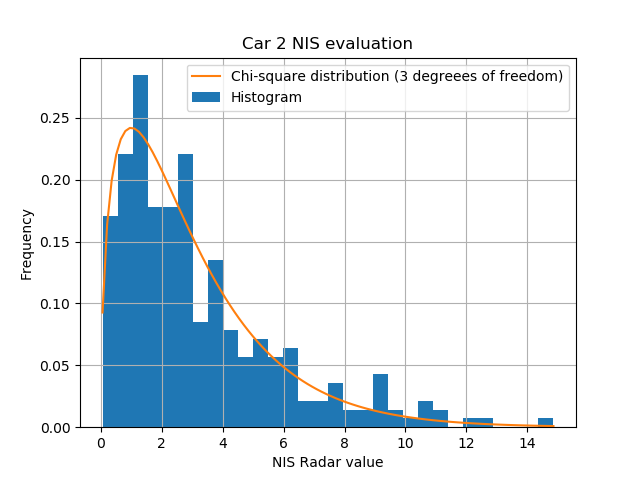 Car 2 NIS evaluation
Chi-square distribution (3 degreees of freedom)
Histogram
Frequency
0.25
0.20
0.15
0.10
0.05
0.00
0 2 4 6 8 10 12 14
NIS Radar value